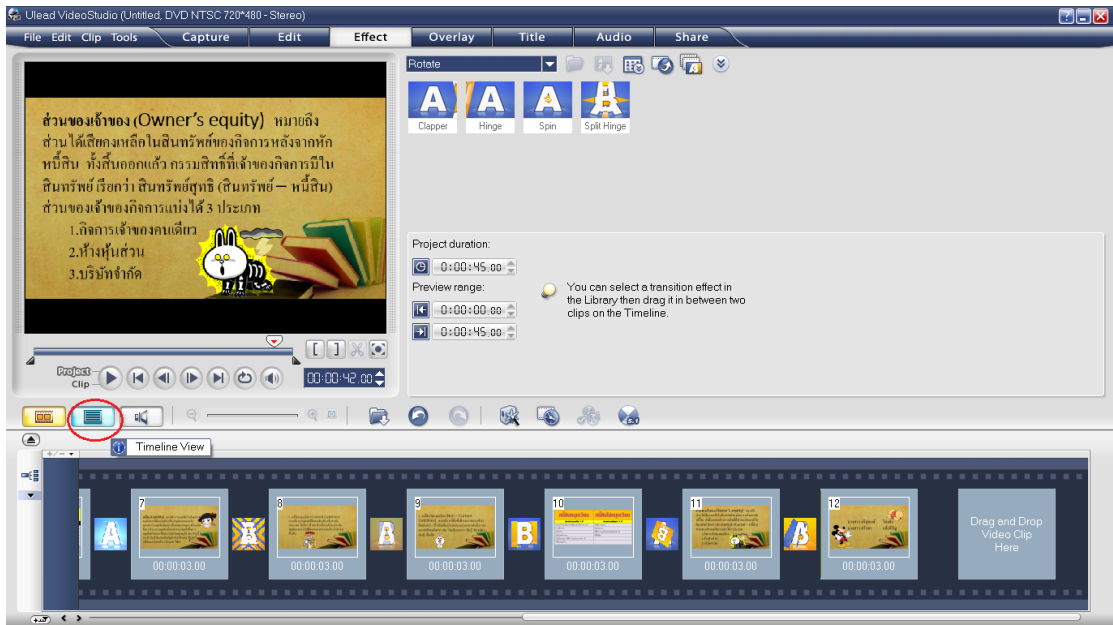 Ulead VideoStudio (Untitled, DVD NTSC 720*480 - Stereo)
File Edit Clip Tools Capture Edit Effect Overlay Title Audio Share
Rotate
Clapper Hinge Spin Split Hinge
ส่วนของเจ้าของ (Owner's equity) หมายถึง
ส่วนได้เสียคงเหลือในสินทรัพย์ของกิจการหลังจากหัก
หนี้สิน ทั้งสิ้นออกแล้ว กรรมสิทธิ์ที่เจ้าของกิจการมีใน
สินทรัพย์ เรียกว่า สินทรัพย์สุทธิ (สินทรัพย์ – หนี้สิน)
ส่วนของเจ้าของกิจการแบ่งได้ 3 ประเภท
1.กิจการเจ้าของคนเดียว
2.ห้างหุ้นส่วน
3.บริษัทจำกัด
Project duration:
0:00:45.00
Preview range:
0:00:00.00
0:00:45.00
You can select a transition effect in
the Library then drag it in between two
clips on the Timeline.
Project
Clip
00:00:42.00
Timeline View
7 8 9 10 11 12
00:00:03.00 00:00:03.00 00:00:03.00 00:00:03.00 00:00:03.00 00:00:03.00
Drag and Drop
Video Clip
Here